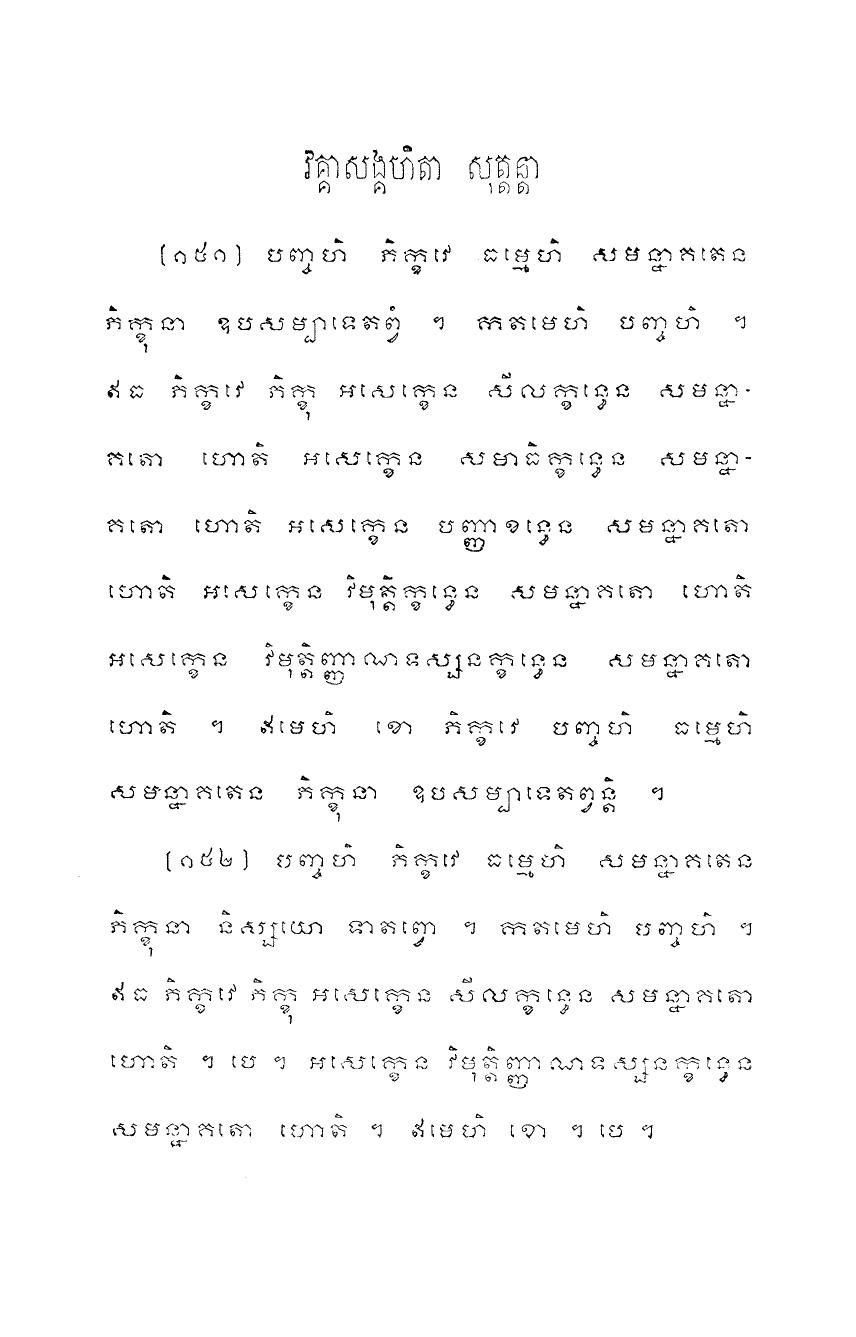 វគ្គាសង្គហិតា សុត្តន្តា
(១៥១) បញ្ចហិ ភិក្ខវេ ធម្មេហិ សមន្នាគតេន
ភិក្ខុនា ឧបសម្បាទេតព្វំ ។ កតមេហិ បញ្ចហិ ។
ឥធ ភិក្ខវេ ភិក្ខុ អសេក្ខេន សីលក្ខន្ធេន សមន្នា-
គតោ ហោតិ អសេក្ខេន សមាធិក្ខន្ធេន សមន្នា-
គតោ ហោតិ អសេក្ខេន បញ្ញាខន្ធេន សមន្នាគតោ
ហោតិ អសេក្ខេន វិមុត្តិក្ខន្ធេន សមន្នាគតោ ហោតិ
អសេក្ខេន វិមុត្តិញ្ញាណទស្សនក្ខន្ធេន សមន្នាគតោ
ហោតិ ។ ឥមេហិ ខោ ភិក្ខវេ បញ្ចហិ ធម្មេហិ
សមន្នាគតេន ភិក្ខុនា ឧបសម្បាទេតព្វន្តិ ។
(១៥២) បញ្ចហិ ភិក្ខវេ ធម្មេហិ សមន្នាគតេន
ភិក្ខុនា និស្សយោ ទាតព្វោ ។ កតមេហិ បញ្ចហិ ។
ឥធ ភិក្ខវេ ភិក្ខុ អសេក្ខេន សីលក្ខន្ធេន សមន្នាគតោ
ហោតិ ។ បេ ។ អសេក្ខេន វិមុត្តិញ្ញាណទស្សនក្ខន្ធេន
សមន្នាគតោ ហោតិ ។ ឥមេហិ ខោ ។ បេ ។